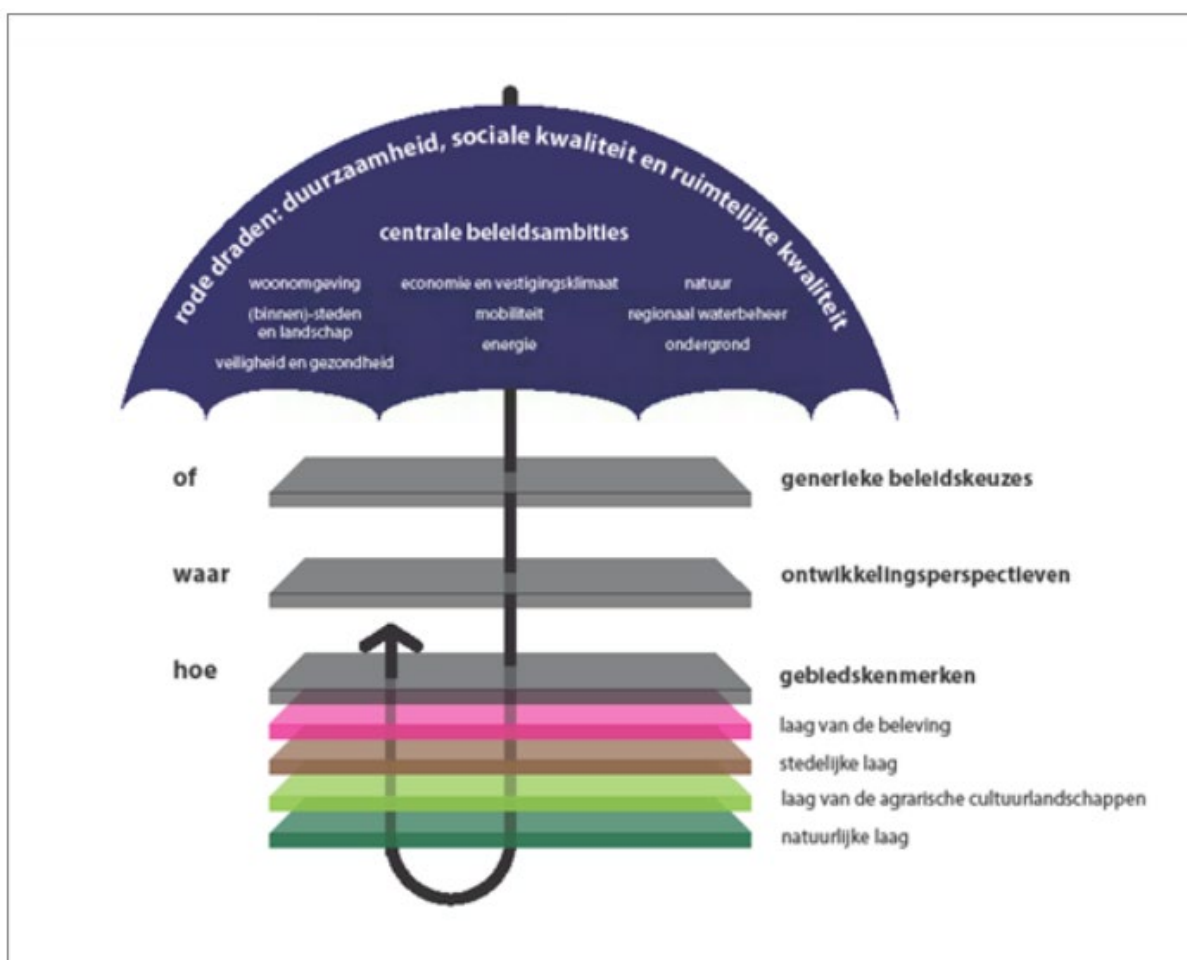 rode draden: duurzaamheid, sociale kwaliteit en ruimtelijke kwaliteit
centrale beleidsambities
woonomgeving
(binnen)-steden
en landschap
veiligheid en gezondheid
economie en vestigingsklimaat
mobiliteit
energie
natuur
regionaal waterbeheer
ondergrond
of
generieke beleidskeuzes
waar
ontwikkelingsperspectieven
hoe
gebiedskenmerken
laag van de beleving
stedelijke laag
laag van de agrarische cultuurlandschappen
natuurlijke laag